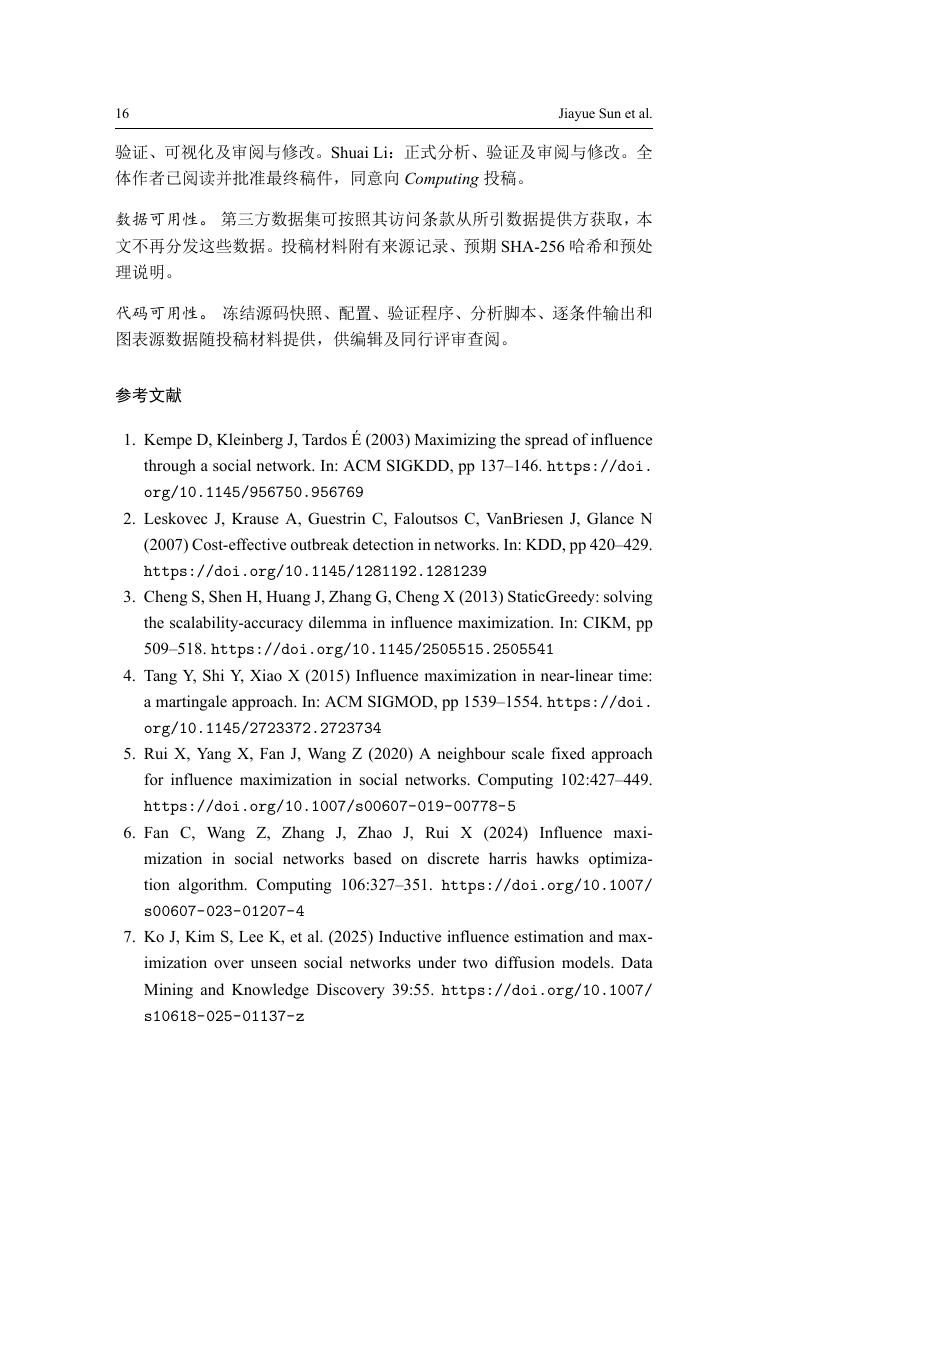 16 Jiayue Sun et al.
验证、可视化及审阅与修改。Shuai Li：正式分析、验证及审阅与修改。全
体作者已阅读并批准最终稿件，同意向 Computing 投稿。
数据可用性。 第三方数据集可按照其访问条款从所引数据提供方获取，本
文不再分发这些数据。投稿材料附有来源记录、预期 SHA-256 哈希和预处
理说明。
代码可用性。 冻结源码快照、配置、验证程序、分析脚本、逐条件输出和
图表源数据随投稿材料提供，供编辑及同行评审查阅。
参考文献
1. Kempe D, Kleinberg J, Tardos É (2003) Maximizing the spread of influence
through a social network. In: ACM SIGKDD, pp 137–146. https://doi.
org/10.1145/956750.956769
2. Leskovec J, Krause A, Guestrin C, Faloutsos C, VanBriesen J, Glance N
(2007) Cost-effective outbreak detection in networks. In: KDD, pp 420–429.
https://doi.org/10.1145/1281192.1281239
3. Cheng S, Shen H, Huang J, Zhang G, Cheng X (2013) StaticGreedy: solving
the scalability-accuracy dilemma in influence maximization. In: CIKM, pp
509–518. https://doi.org/10.1145/2505515.2505541
4. Tang Y, Shi Y, Xiao X (2015) Influence maximization in near-linear time:
a martingale approach. In: ACM SIGMOD, pp 1539–1554. https://doi.
org/10.1145/2723372.2723734
5. Rui X, Yang X, Fan J, Wang Z (2020) A neighbour scale fixed approach
for influence maximization in social networks. Computing 102:427–449.
https://doi.org/10.1007/s00607-019-00778-5
6. Fan C, Wang Z, Zhang J, Zhao J, Rui X (2024) Influence maxi-
mization in social networks based on discrete harris hawks optimiza-
tion algorithm. Computing 106:327–351. https://doi.org/10.1007/
s00607-023-01207-4
7. Ko J, Kim S, Lee K, et al. (2025) Inductive influence estimation and max-
imization over unseen social networks under two diffusion models. Data
Mining and Knowledge Discovery 39:55. https://doi.org/10.1007/
s10618-025-01137-z